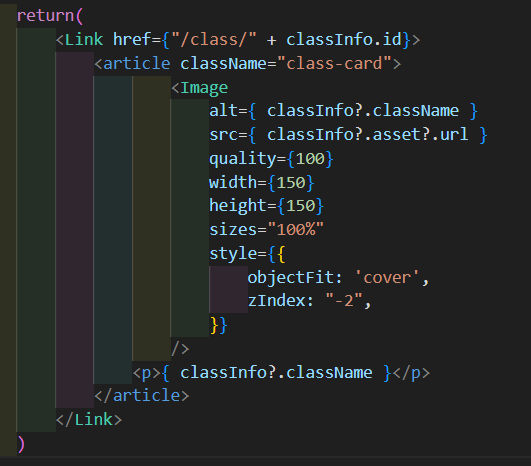 return(
<Link href={"/class/" + classInfo.id}>
<article className="class-card">
<Image
alt={ classInfo?.className }
src={ classInfo?.asset?.url }
quality={100}
width={150}
height={150}
sizes="100%"
style={{
objectFit: 'cover',
zIndex: "-2",
}}
/>
<p>{ classInfo?.className }</p>
</article>
</Link>
)